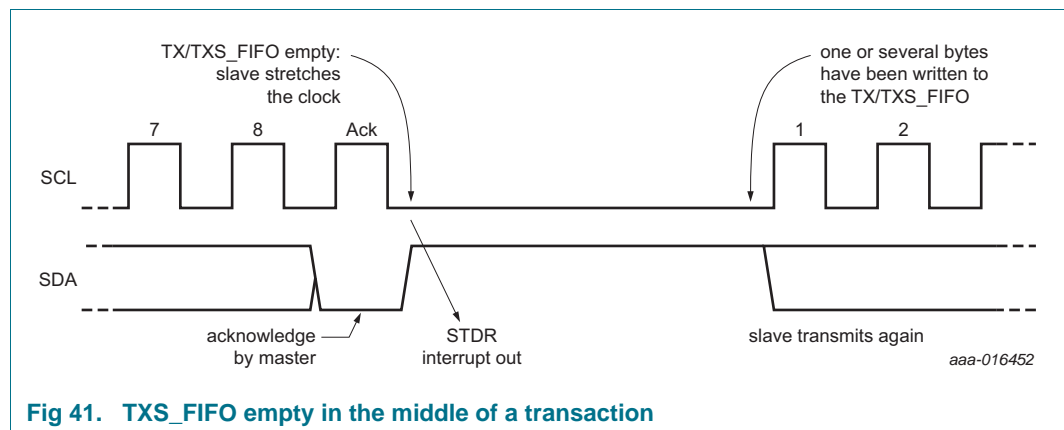 TX/TXS_FIFO empty:
slave stretches
the clock
one or several bytes
have been written to
the TX/TXS_FIFO
7
8
Ack
1
2
SCL
SDA
acknowledge
by master
STDR
interrupt out
slave transmits again
aaa-016452
Fig 41. TXS_FIFO empty in the middle of a transaction